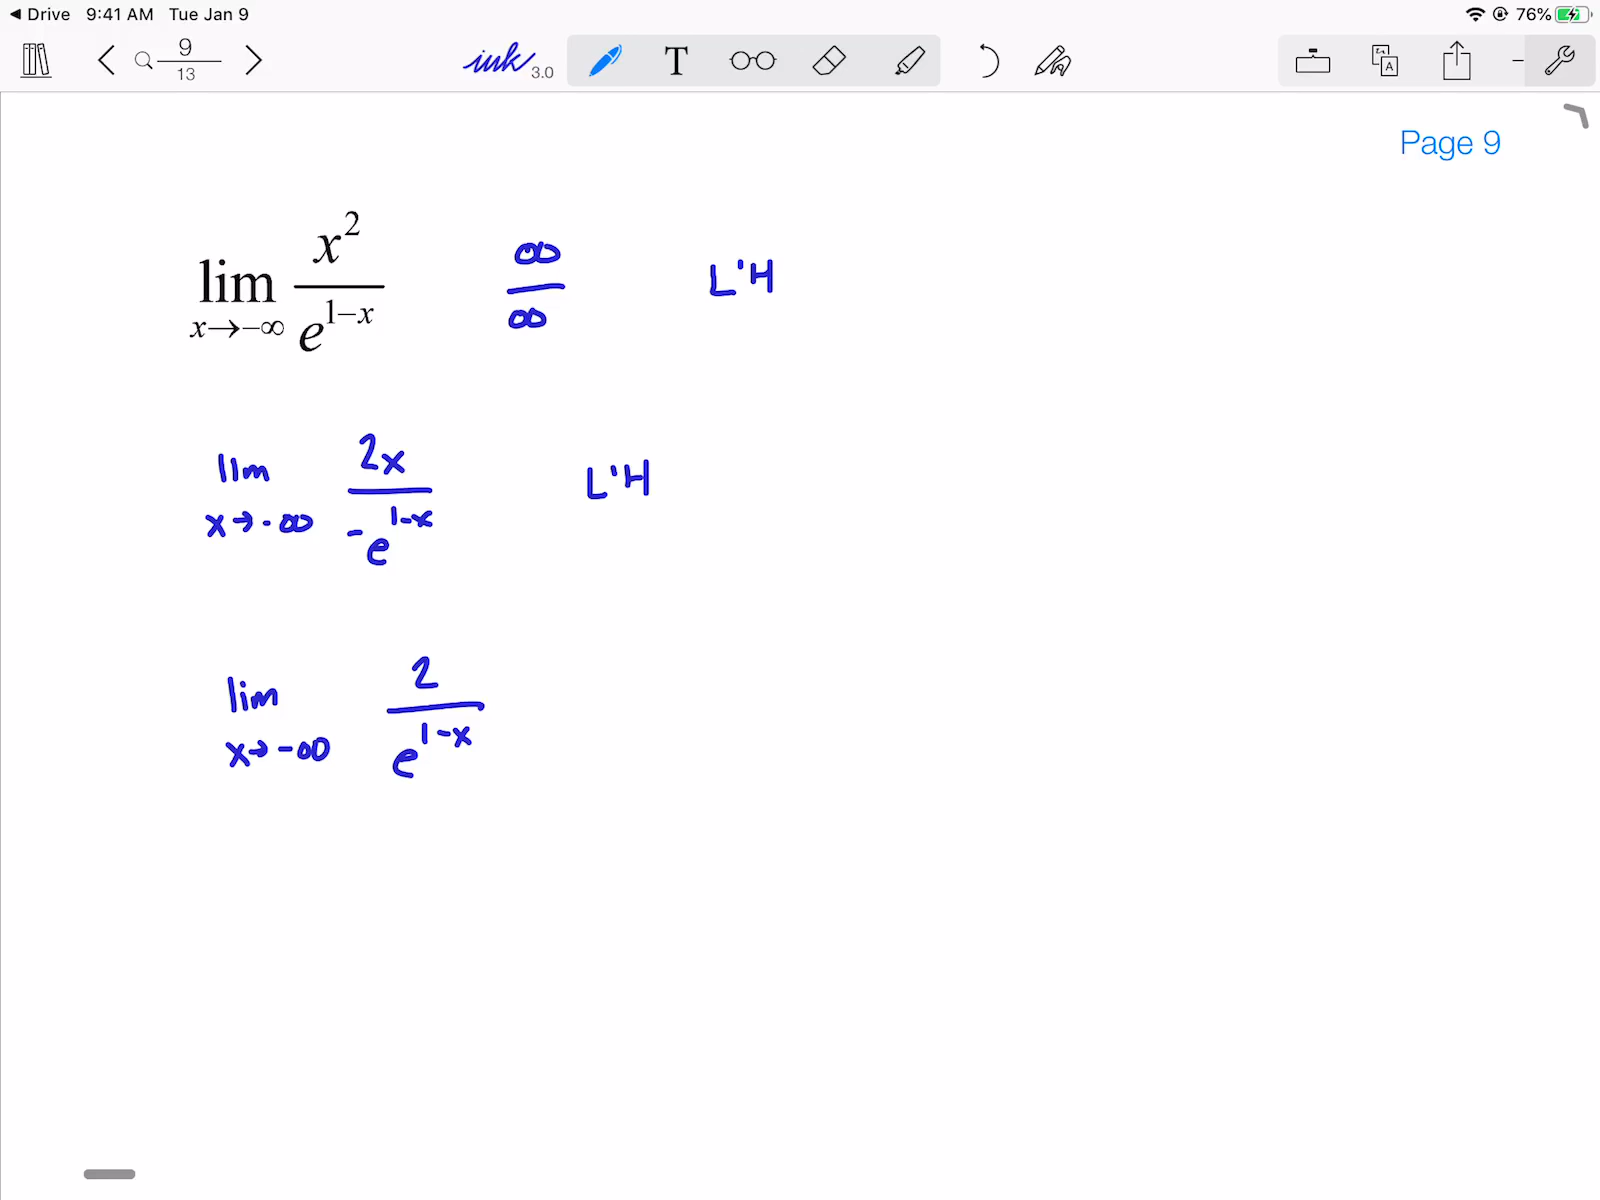 Drive 9:41 AM Tue Jan 9 76%
9
13
ink 3.0
T
A
Page 9
lim x→-∞ x² / e^(1-x) ∞/∞ L'H
lim x→-∞ 2x / -e^(1-x) L'H
lim x→-∞ 2 / e^(1-x)